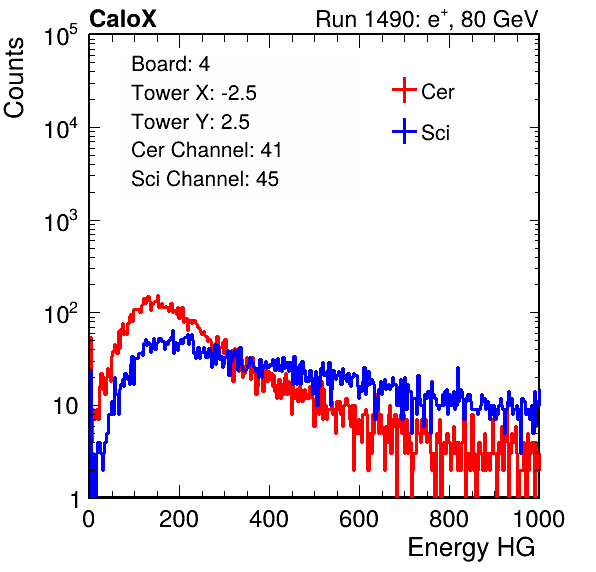 CaloX Run 1490: e⁺, 80 GeV
Counts
Board: 4
Tower X: -2.5
Tower Y: 2.5
Cer Channel: 41
Sci Channel: 45
Cer
Sci
10⁵
10⁴
10³
10²
10
1
0 200 400 600 800 1000
Energy HG